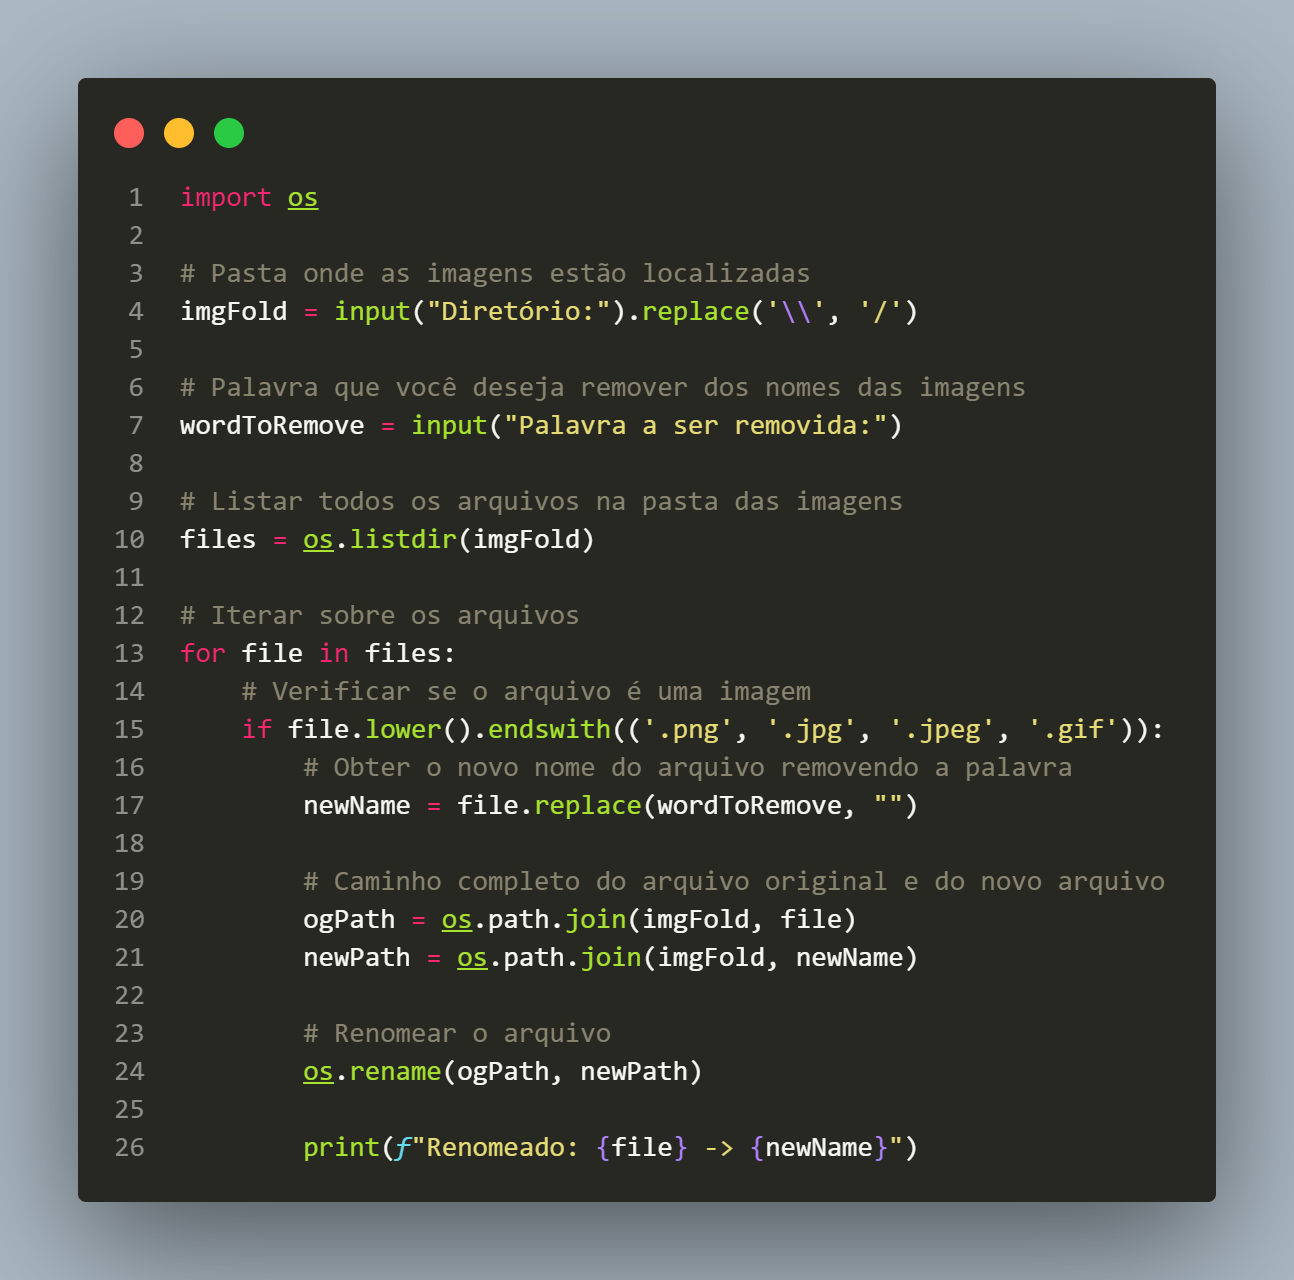 1 import os
2
3 # Pasta onde as imagens estão localizadas
4 imgFold = input("Diretório:").replace('\\', '/')
5
6 # Palavra que você deseja remover dos nomes das imagens
7 wordToRemove = input("Palavra a ser removida:")
8
9 # Listar todos os arquivos na pasta das imagens
10 files = os.listdir(imgFold)
11
12 # Iterar sobre os arquivos
13 for file in files:
14     # Verificar se o arquivo é uma imagem
15     if file.lower().endswith(('.png', '.jpg', '.jpeg', '.gif')):
16         # Obter o novo nome do arquivo removendo a palavra
17         newName = file.replace(wordToRemove, "")
18
19         # Caminho completo do arquivo original e do novo arquivo
20         ogPath = os.path.join(imgFold, file)
21         newPath = os.path.join(imgFold, newName)
22
23         # Renomear o arquivo
24         os.rename(ogPath, newPath)
25
26         print(f"Renomeado: {file} -> {newName}")